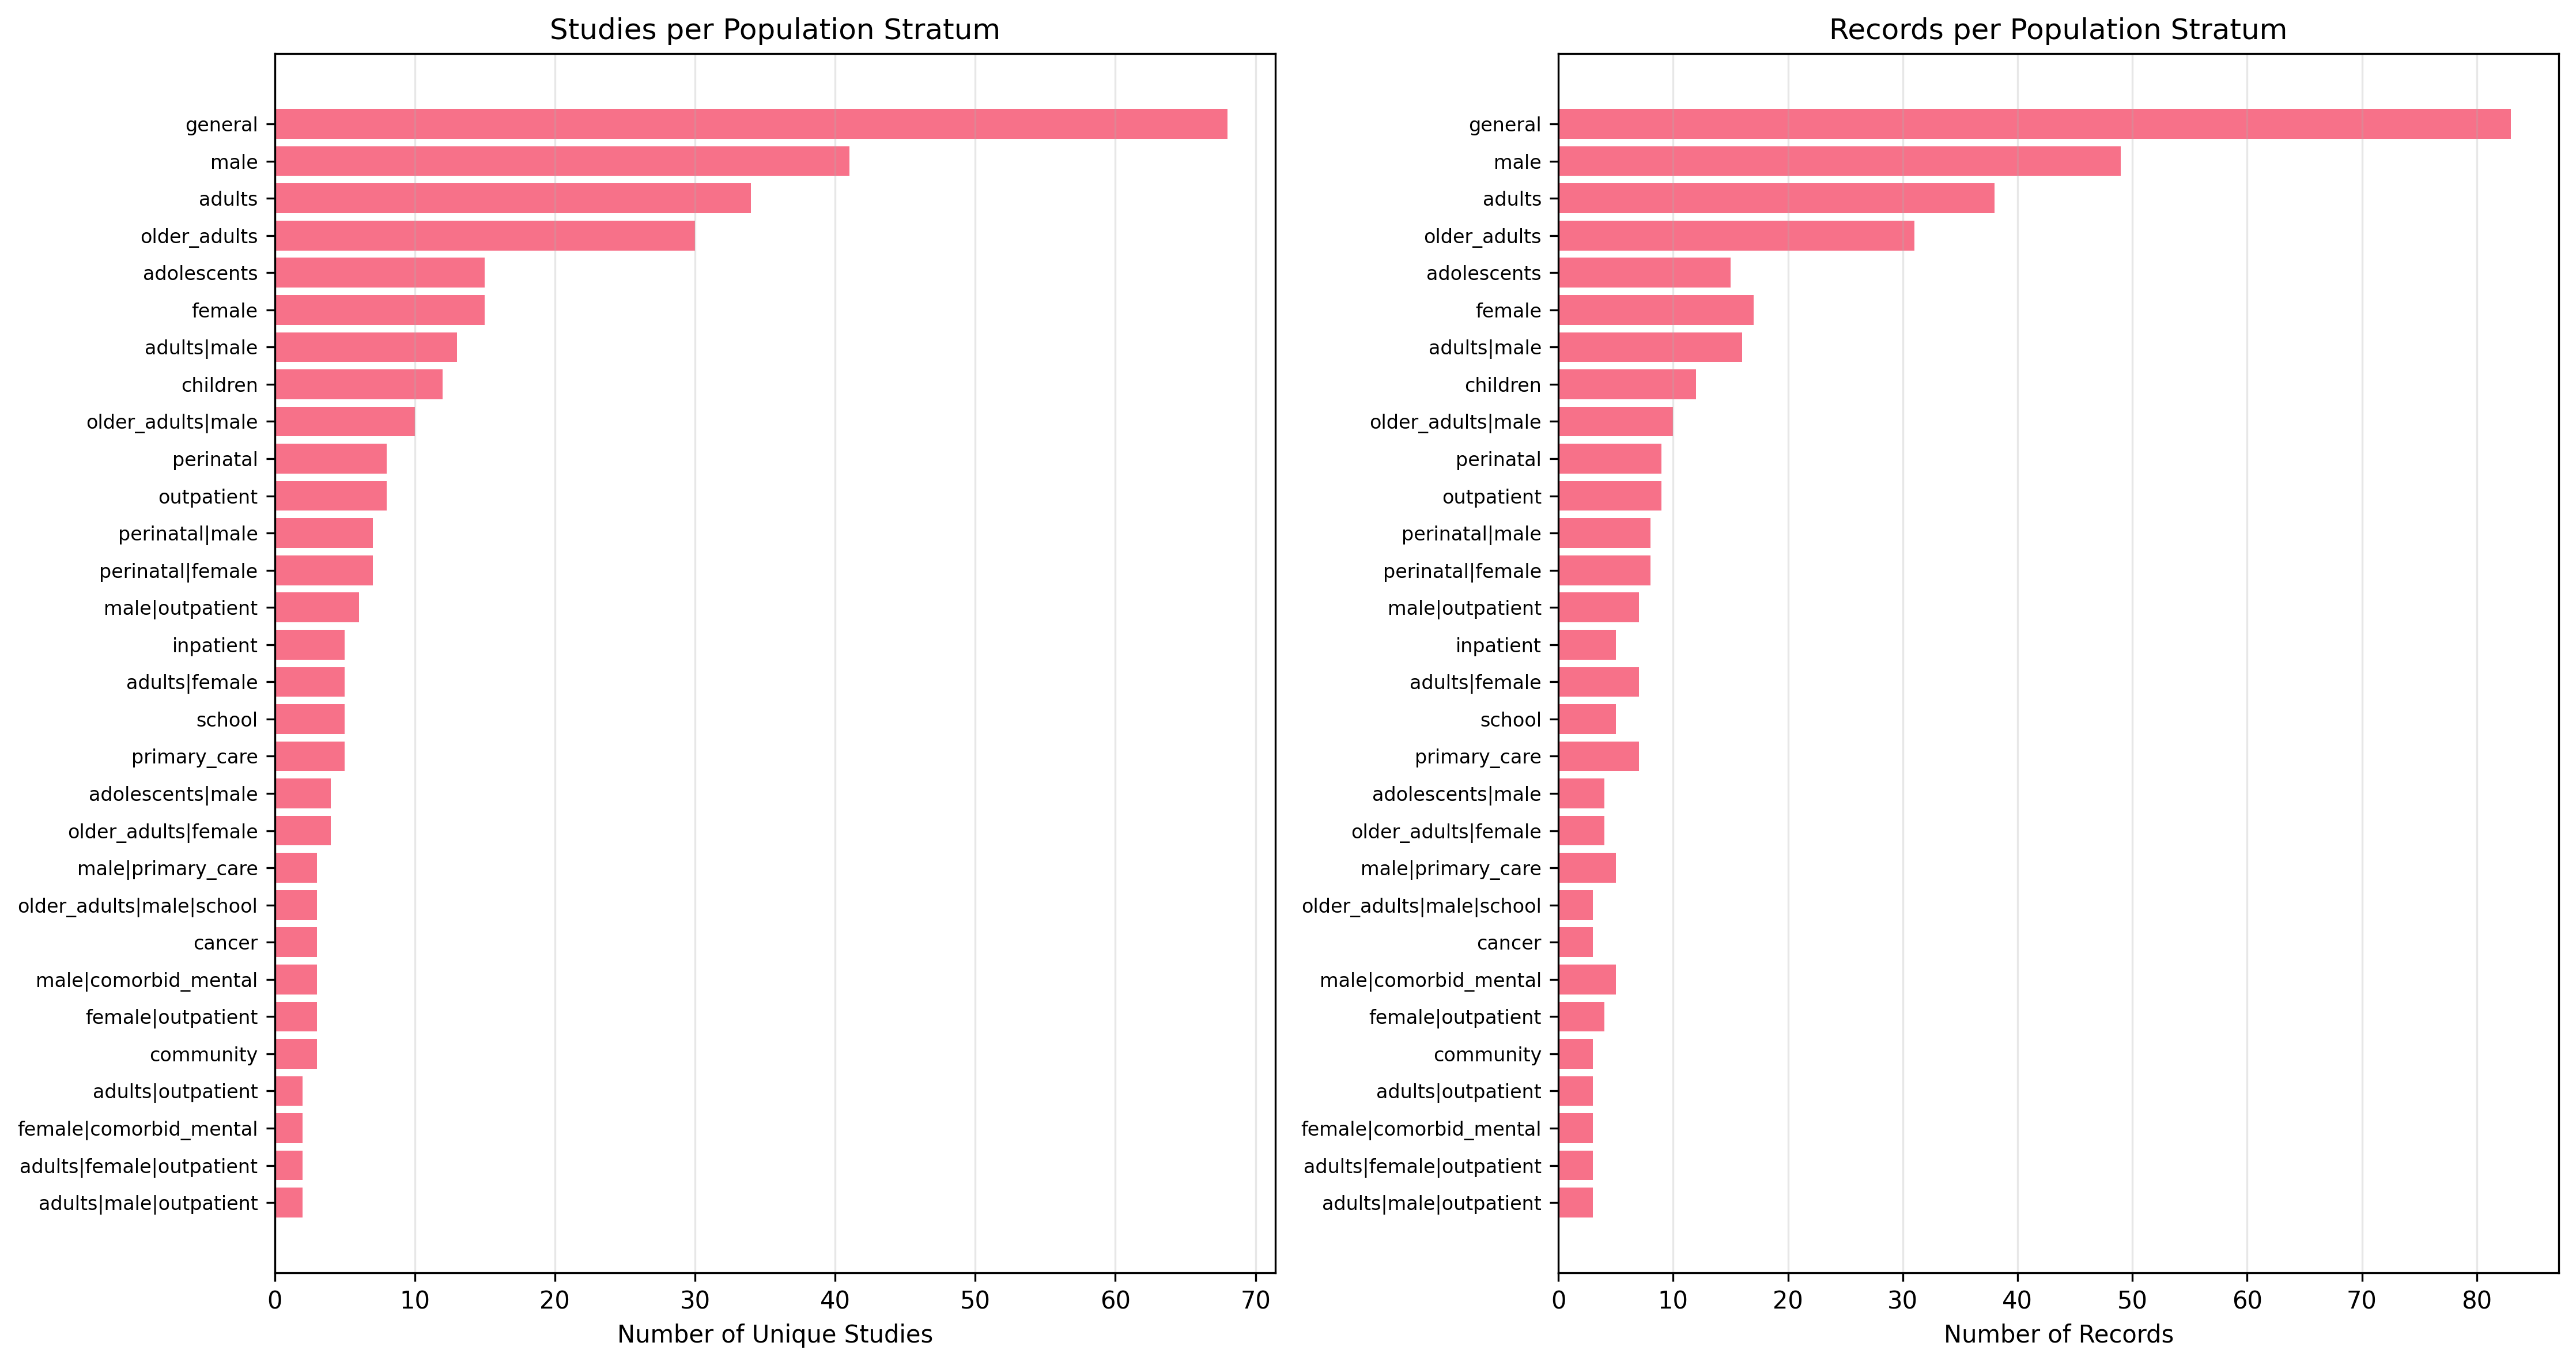 Studies per Population Stratum
general
male
adults
older_adults
adolescents
female
adults|male
children
older_adults|male
perinatal
outpatient
perinatal|male
perinatal|female
male|outpatient
inpatient
adults|female
school
primary_care
adolescents|male
older_adults|female
male|primary_care
older_adults|male|school
cancer
male|comorbid_mental
female|outpatient
community
adults|outpatient
female|comorbid_mental
adults|female|outpatient
adults|male|outpatient
0 10 20 30 40 50 60 70
Number of Unique Studies
Records per Population Stratum
general
male
adults
older_adults
adolescents
female
adults|male
children
older_adults|male
perinatal
outpatient
perinatal|male
perinatal|female
male|outpatient
inpatient
adults|female
school
primary_care
adolescents|male
older_adults|female
male|primary_care
older_adults|male|school
cancer
male|comorbid_mental
female|outpatient
community
adults|outpatient
female|comorbid_mental
adults|female|outpatient
adults|male|outpatient
0 10 20 30 40 50 60 70 80
Number of Records